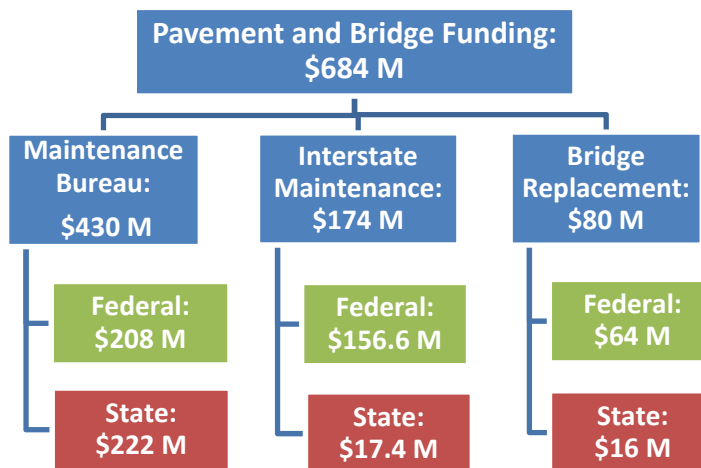 Pavement and Bridge Funding:
$684 M
Maintenance
Bureau:
$430 M
Interstate
Maintenance:
$174 M
Bridge
Replacement:
$80 M
Federal:
$208 M
Federal:
$156.6 M
Federal:
$64 M
State:
$222 M
State:
$17.4 M
State:
$16 M